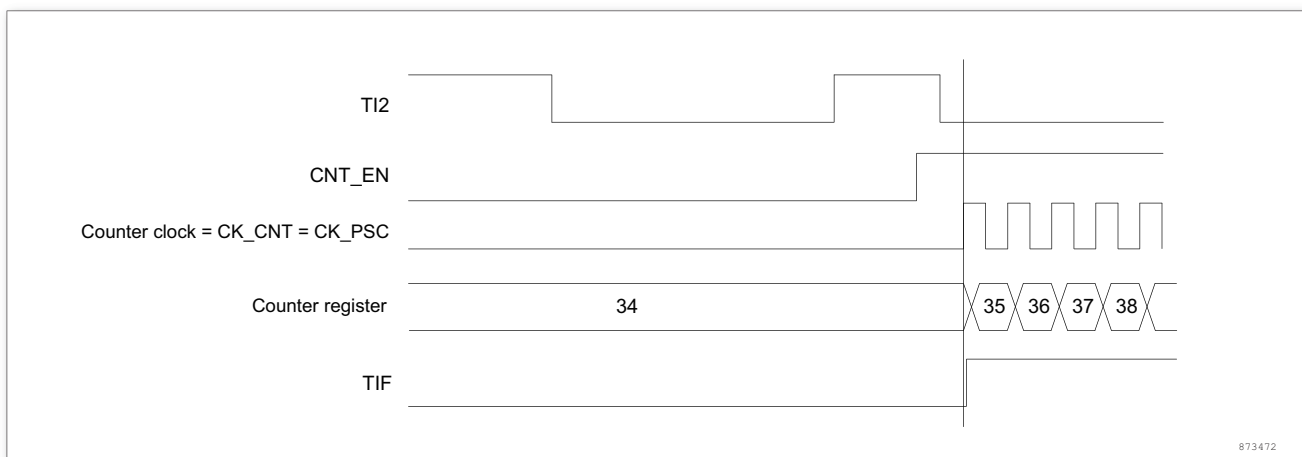 TI2
CNT_EN
Counter clock = CK_CNT = CK_PSC
Counter register 34 35 36 37 38
TIF
873472